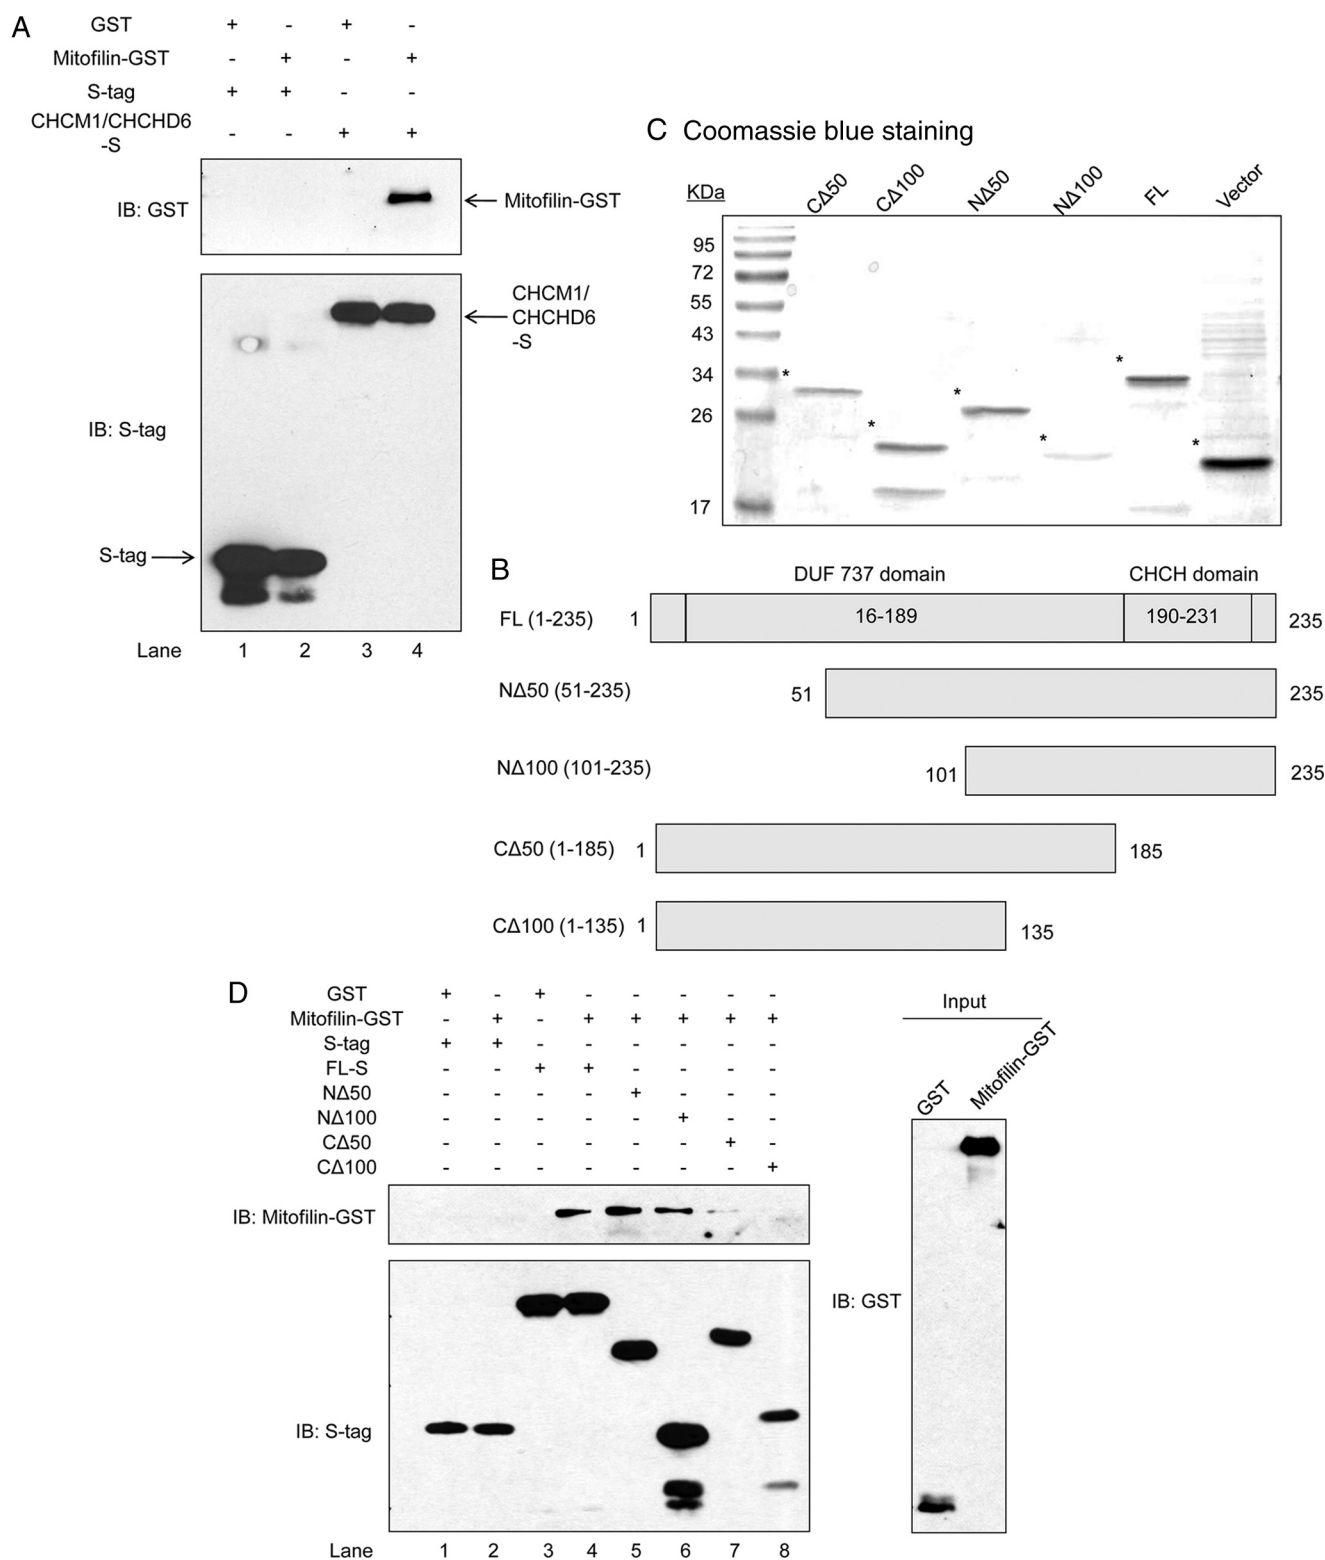 A
GST + - + -
Mitofilin-GST - + - +
S-tag + + - -
CHCM1/CHCHD6
-S - - + +
IB: GST
Mitofilin-GST
CHCM1/
CHCHD6
-S
IB: S-tag
S-tag
Lane 1 2 3 4
C Coomassie blue staining
KDa CΔ50 CΔ100 NΔ50 NΔ100 FL Vector
95
72
55
43
34
26
17
* * * * * *
B
DUF 737 domain CHCH domain
FL (1-235) 1 16-189 190-231 235
NΔ50 (51-235) 51 235
NΔ100 (101-235) 101 235
CΔ50 (1-185) 1 185
CΔ100 (1-135) 1 135
D
GST + - + - - - - -
Mitofilin-GST - + - + + + + +
S-tag + + - - - - - -
FL-S - - + + - - - -
NΔ50 - - - - + - - -
NΔ100 - - - - - + - -
CΔ50 - - - - - - + -
CΔ100 - - - - - - - +
IB: Mitofilin-GST
IB: S-tag
Lane 1 2 3 4 5 6 7 8
Input
GST Mitofilin-GST
IB: GST